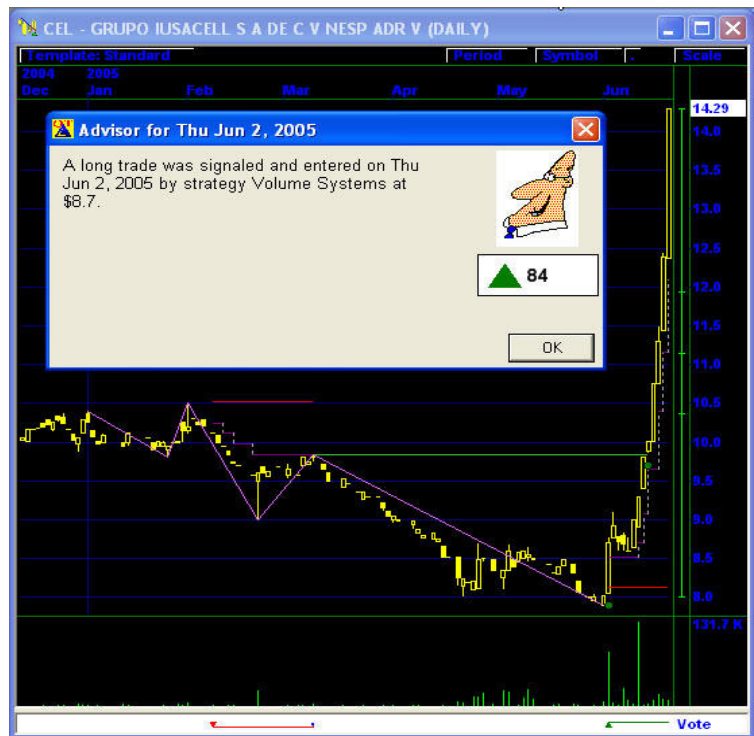 CEL - GRUPO IUSACELL S A DE C V NESP ADR V (DAILY)
Template: Standard Period Symbol . Scale
2004 2005
Dec Jan Feb Mar Apr May Jun
14.29
14.0
Advisor for Thu Jun 2, 2005
A long trade was signaled and entered on Thu
Jun 2, 2005 by strategy Volume Systems at
$8.7.
84
OK
13.5
13.0
12.5
12.0
11.5
11.0
10.5
10.0
9.5
9.0
8.5
8.0
131.7 K
Vote